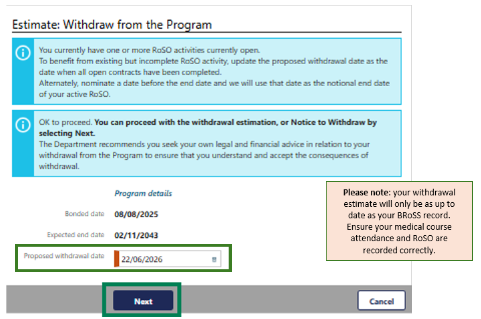 Estimate: Withdraw from the Program
You currently have one or more RoSO activities currently open.
To benefit from existing but incomplete RoSO activity, update the proposed withdrawal date as the
date when all open contracts have been completed.
Alternately, nominate a date before the end date and we will use that date as the notional end date
of your active RoSO.
OK to proceed. You can proceed with the withdrawal estimation, or Notice to Withdraw by
selecting Next.
The Department recommends you seek your own legal and financial advice in relation to your
withdrawal from the Program to ensure that you understand and accept the consequences of
withdrawal.
Program details
Bonded date 08/08/2025
Expected end date 02/11/2043
Proposed withdrawal date 22/06/2026
Please note: your withdrawal
estimate will only be as up to
date as your BRoSS record.
Ensure your medical course
attendance and RoSO are
recorded correctly.
Next
Cancel